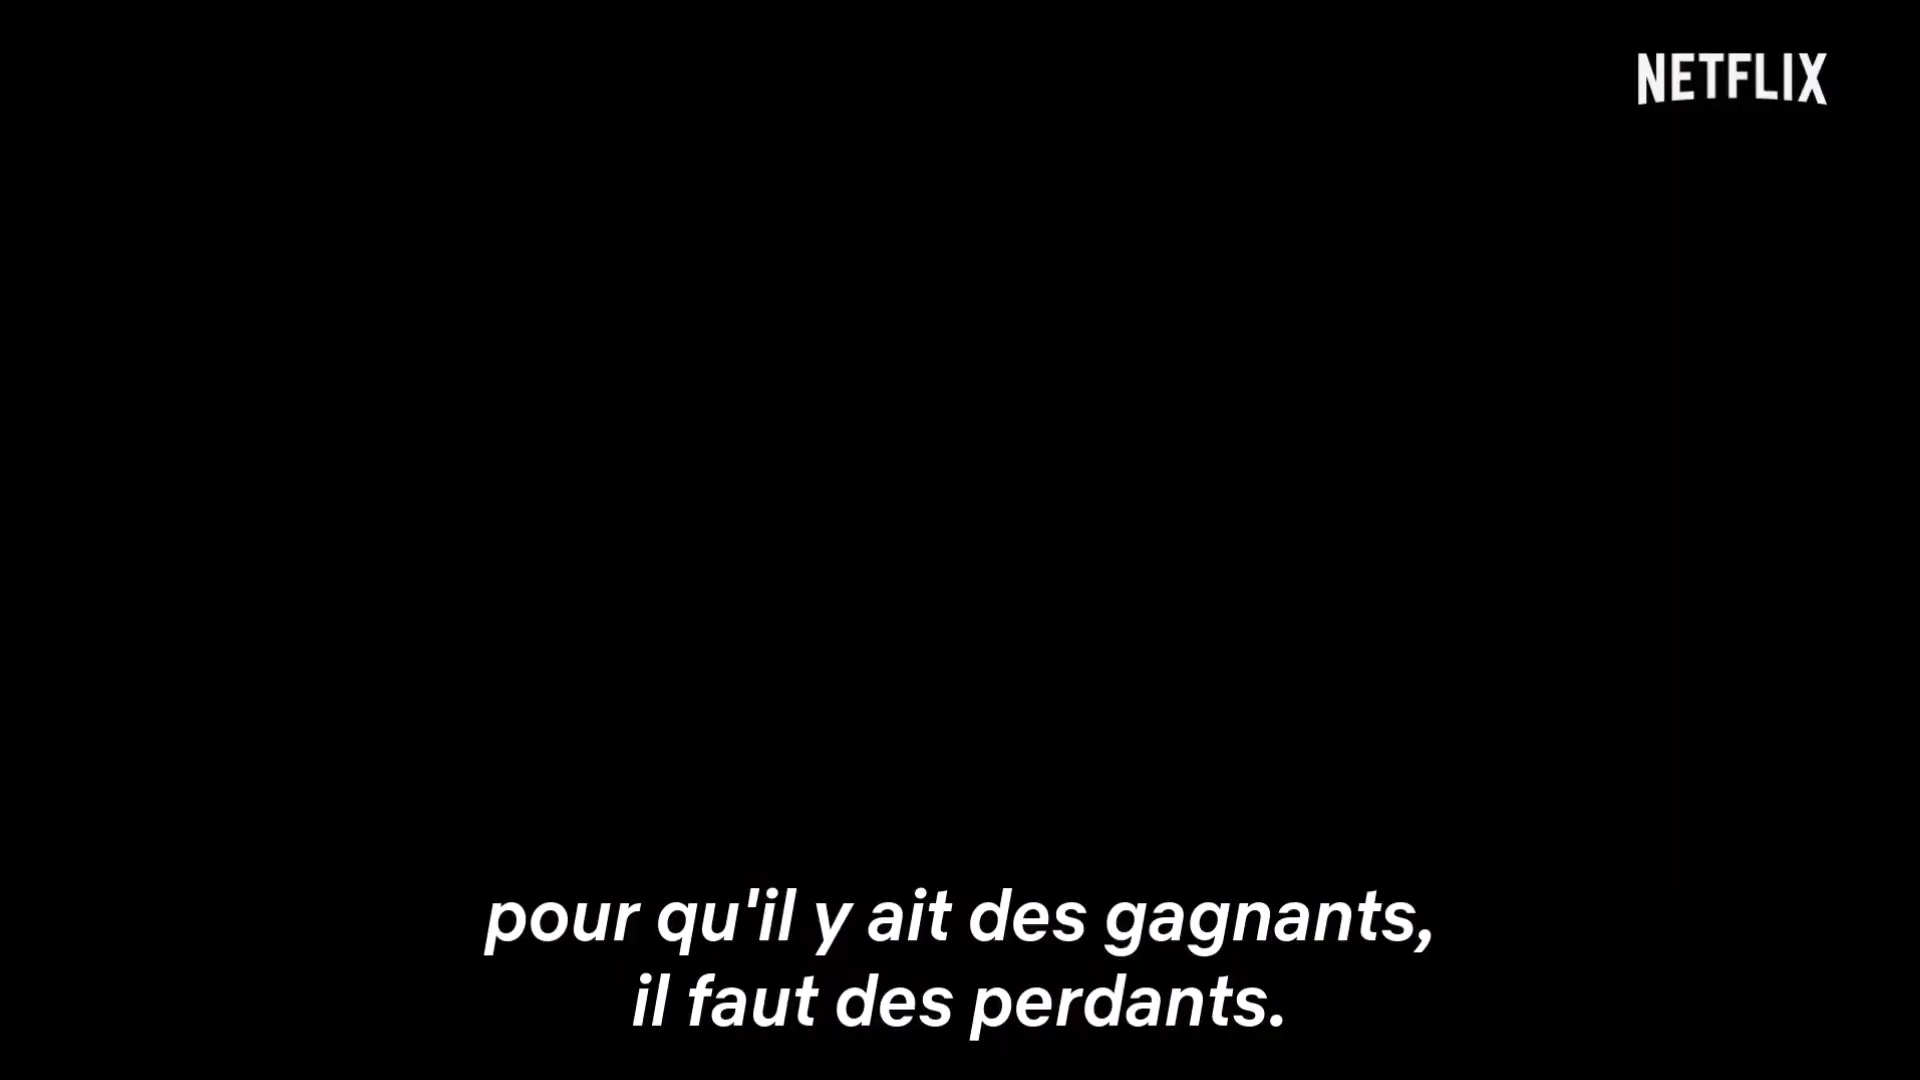 NETFLIX
pour qu'il y ait des gagnants,
il faut des perdants.